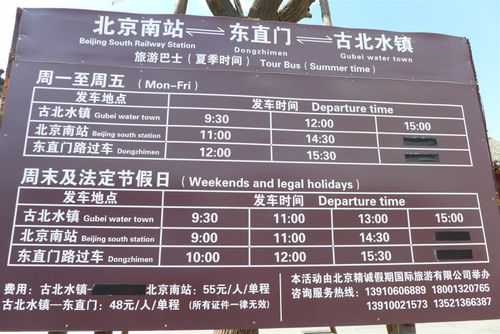 北京南站⇌东直门⇌古北水镇
Beijing South Railway Station Dongzhimen Gubei water town
旅游巴士(夏季时间) Tour Bus (Summer time)
周一至周五 (Mon-Fri)
发车地点 发车时间 Departure time
古北水镇 Gubei water town 9:30 12:00 15:00
北京南站 Beijing south station 11:00 14:30
东直门路过车 Dongzhimen 12:00 15:30
周末及法定节假日 (Weekends and legal holidays)
发车地点 发车时间 Departure time
古北水镇 Gubei water town 9:30 11:00 13:00 15:00
北京南站 Beijing south station 9:00 11:00 14:30
东直门路过车 Dongzhimen 10:00 12:00 15:30
费用:古北水镇- 北京南站:55元/人/单程
古北水镇—东直门:48元/人/单程 (所有证件一律无效)
本活动由北京精诚假期国际旅游有限公司举办
咨询服务热线:13910606889 18001320765
13910021573 13521366387